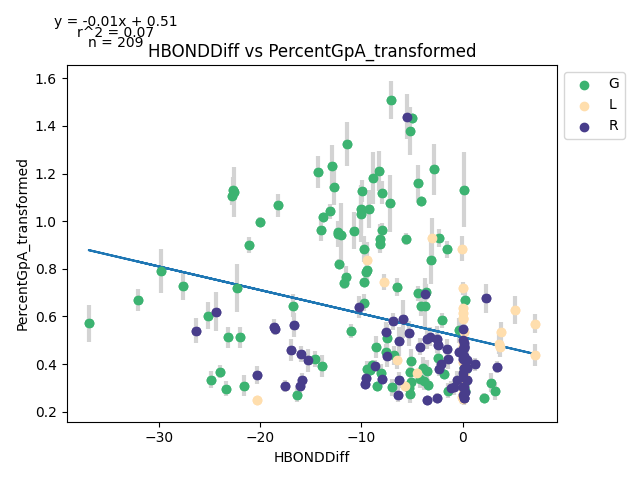 y = -0.01x + 0.51
r^2 = 0.07
n = 209
HBONDDiff vs PercentGpA_transformed
1.6
1.4
1.2
1.0
0.8
0.6
0.4
0.2
PercentGpA_transformed
−30
−20
−10
0
HBONDDiff
G
L
R